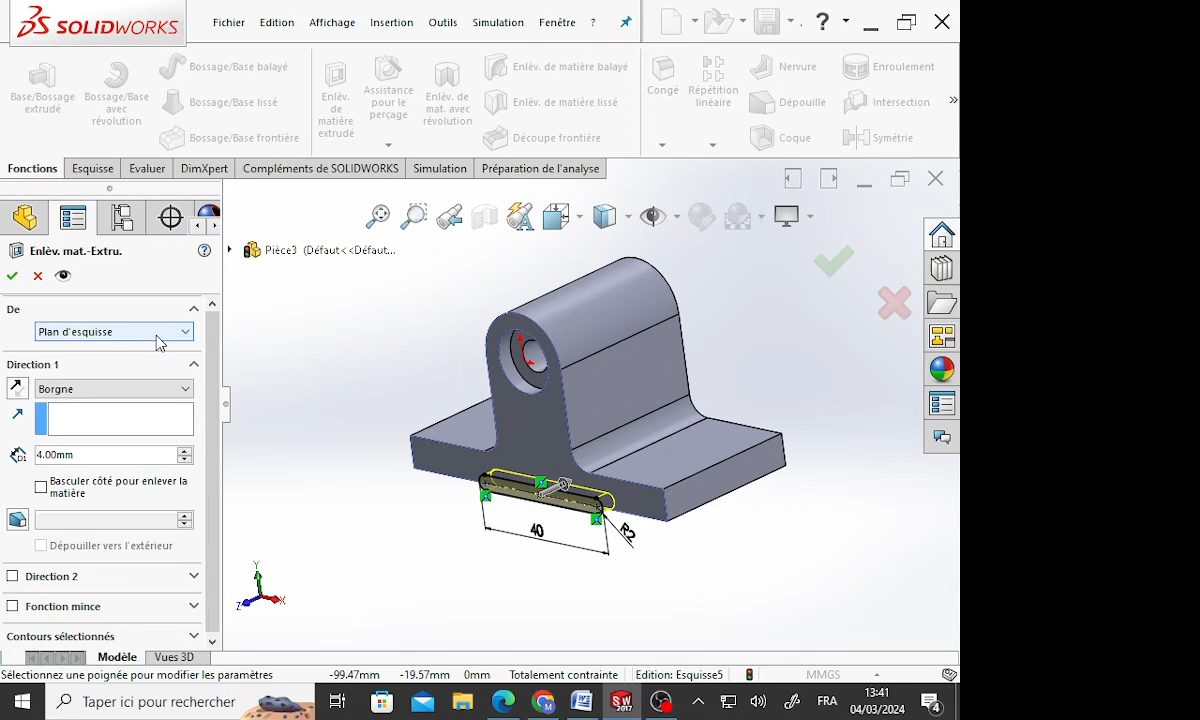 SOLIDWORKS
Fichier Edition Affichage Insertion Outils Simulation Fenêtre ? ?
Base/Bossage extrudé
Bossage/Base avec révolution
Bossage/Base balayé
Bossage/Base lissé
Bossage/Base frontière
Enlèv. de matière extrudé
Assistance pour le perçage
Enlèv. de mat. avec révolution
Enlèv. de matière balayé
Enlèv. de matière lissé
Découpe frontière
Congé
Répétition linéaire
Nervure
Dépouille
Coque
Enroulement
Intersection
Symétrie
»
Fonctions Esquisse Evaluer DimXpert Compléments de SOLIDWORKS Simulation Préparation de l'analyse
Enlèv. mat.-Extru. ?
Pièce3 (Défaut<<Défaut...
De
Plan d'esquisse
Direction 1
Borgne
D1 4.00mm
Basculer côté pour enlever la
matière
Dépouiller vers l'extérieur
Direction 2
Fonction mince
Contours sélectionnés
40
R2
Y
Z X
Modèle Vues 3D
Sélectionnez une poignée pour modifier les paramètres -99.47mm -19.57mm 0mm Totalement contrainte Edition: Esquisse5 MMGS
Taper ici pour rechercher
SW
2017
FRA
13:41
04/03/2024
4